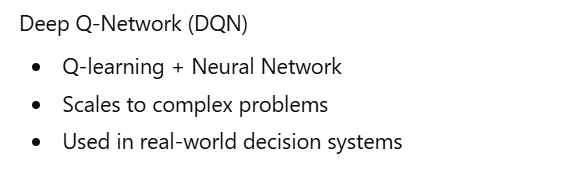 Deep Q-Network (DQN)
• Q-learning + Neural Network
• Scales to complex problems
• Used in real-world decision systems